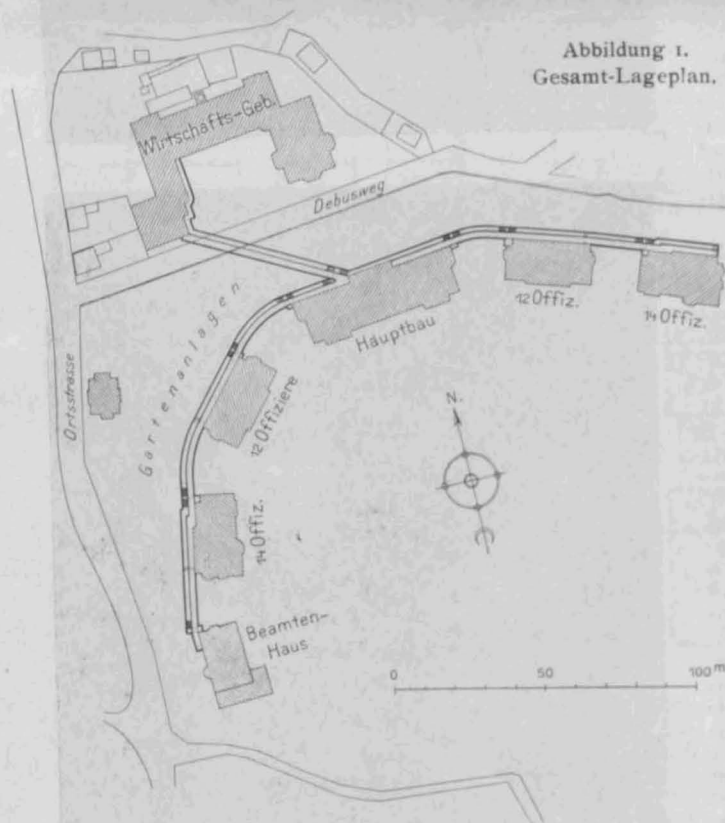 Abbildung 1.
Gesamt-Lageplan.
Wirtschafts-Geb.
Debusweg
Gartenanlagen
Ortsstrasse
Hauptbau
12 Offiz.
14 Offiz.
12 Offiziere
14 Offiz.
Beamten-
Haus
N.
0 50 100 m